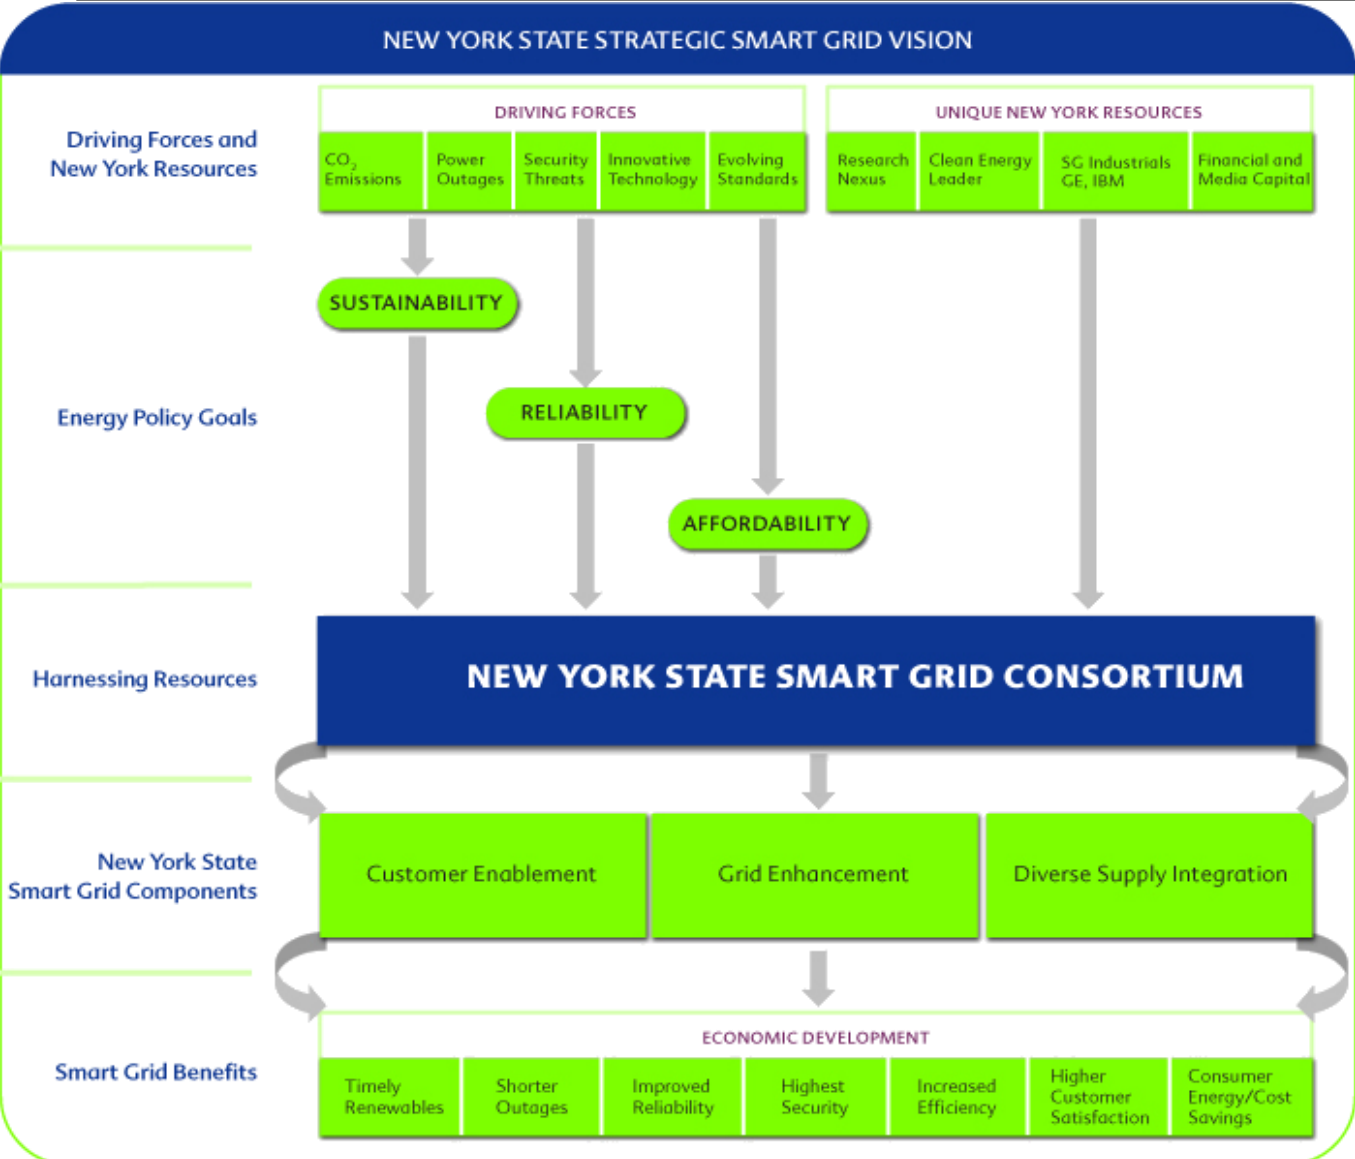 NEW YORK STATE STRATEGIC SMART GRID VISION
Driving Forces and
New York Resources
DRIVING FORCES
CO₂
Emissions
Power
Outages
Security
Threats
Innovative
Technology
Evolving
Standards
UNIQUE NEW YORK RESOURCES
Research
Nexus
Clean Energy
Leader
SG Industrials
GE, IBM
Financial and
Media Capital
Energy Policy Goals
SUSTAINABILITY
RELIABILITY
AFFORDABILITY
Harnessing Resources
NEW YORK STATE SMART GRID CONSORTIUM
New York State
Smart Grid Components
Customer Enablement
Grid Enhancement
Diverse Supply Integration
Smart Grid Benefits
ECONOMIC DEVELOPMENT
Timely
Renewables
Shorter
Outages
Improved
Reliability
Highest
Security
Increased
Efficiency
Higher
Customer
Satisfaction
Consumer
Energy/Cost
Savings